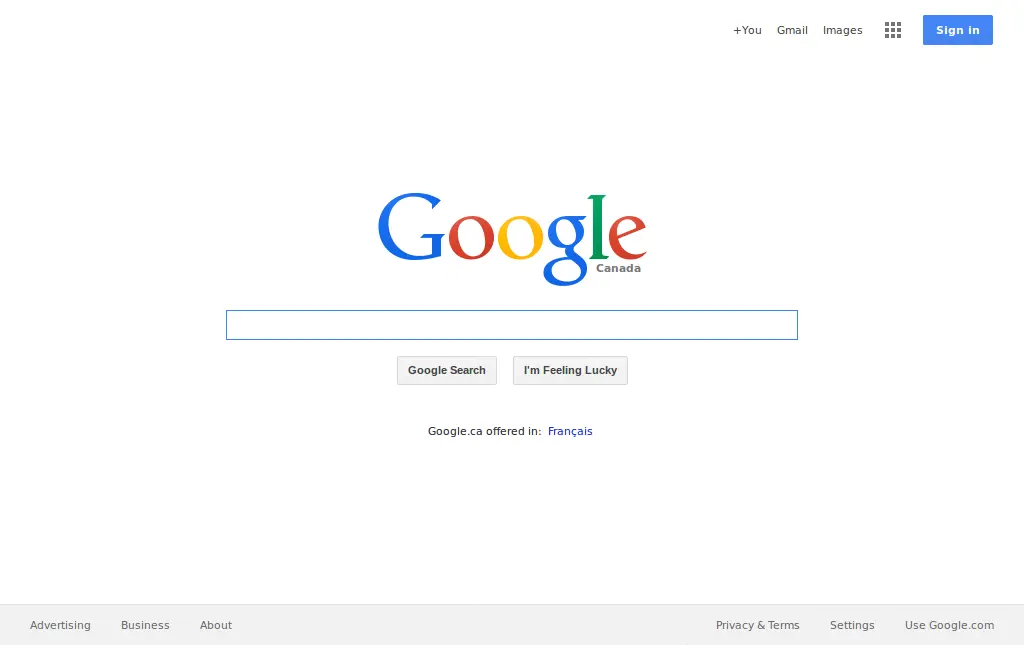 +You Gmail Images Sign in
Google
Canada
Google Search I'm Feeling Lucky
Google.ca offered in: Français
Advertising Business About Privacy & Terms Settings Use Google.com